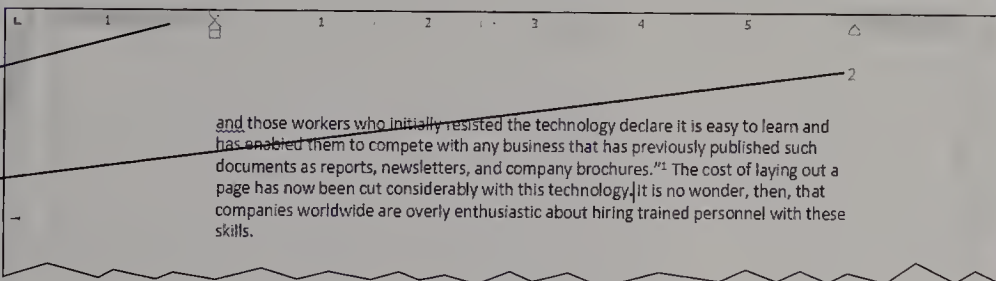 1 1 2 3 4 5
2
and those workers who initially resisted the technology declare it is easy to learn and
has enabled them to compete with any business that has previously published such
documents as reports, newsletters, and company brochures."1 The cost of laying out a
page has now been cut considerably with this technology. It is no wonder, then, that
companies worldwide are overly enthusiastic about hiring trained personnel with these
skills.